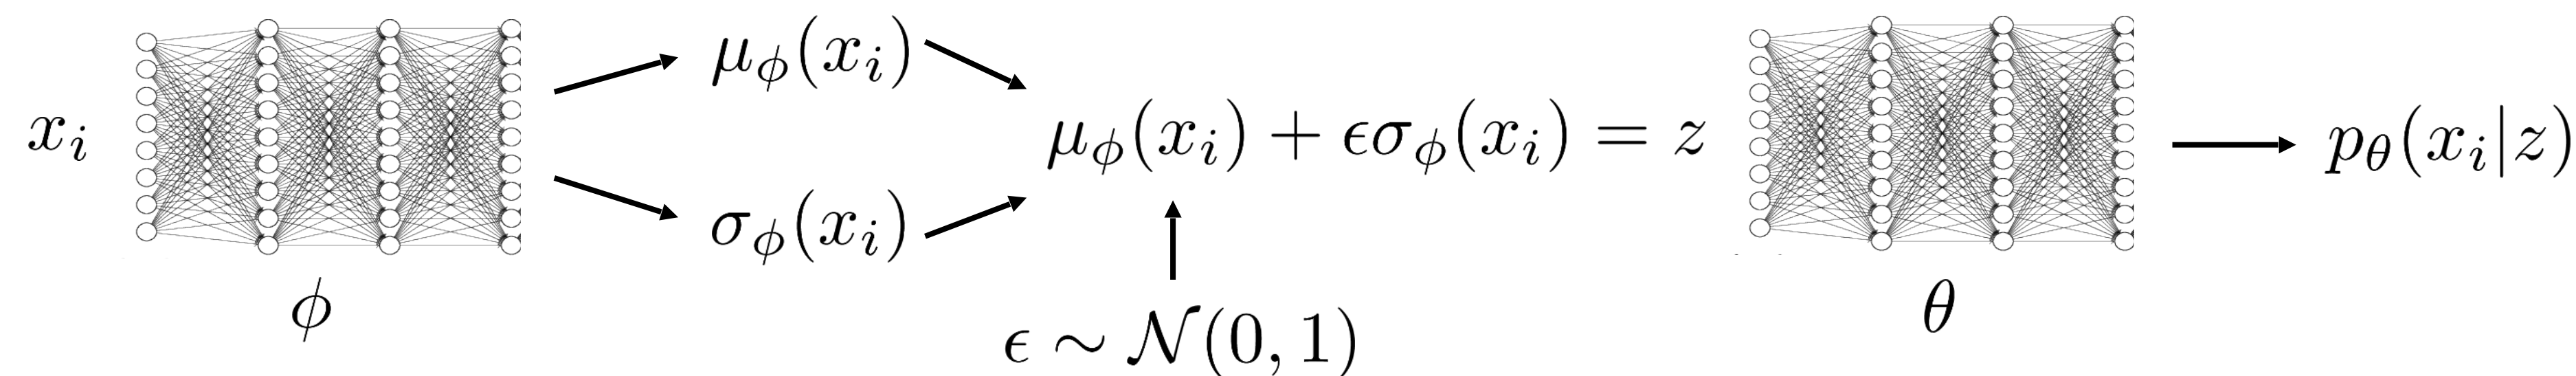 x_i
ϕ
μ_ϕ(x_i)
σ_ϕ(x_i)
μ_ϕ(x_i) + ϵσ_ϕ(x_i) = z
ϵ ∼ 𝒩(0, 1)
θ
p_θ(x_i|z)